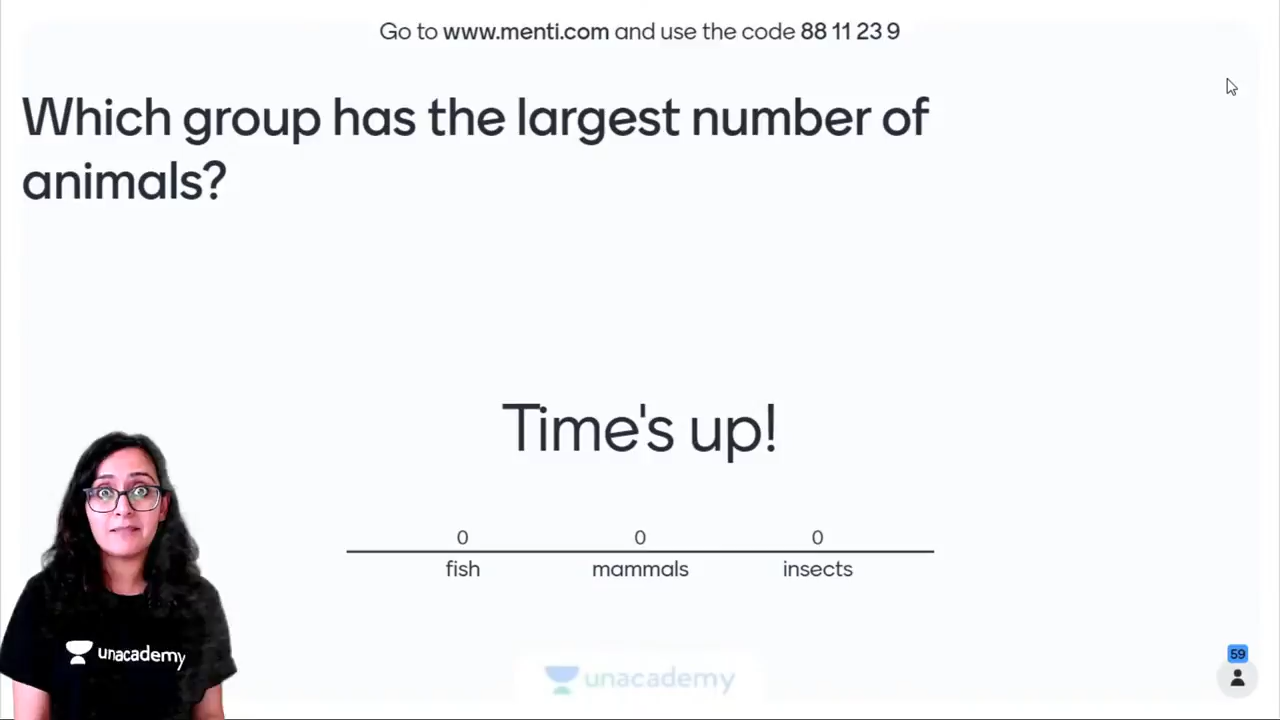 Go to www.menti.com and use the code 88 11 23 9
Which group has the largest number of
animals?
Time's up!
0 0 0
fish mammals insects
unacademy
unacademy
59